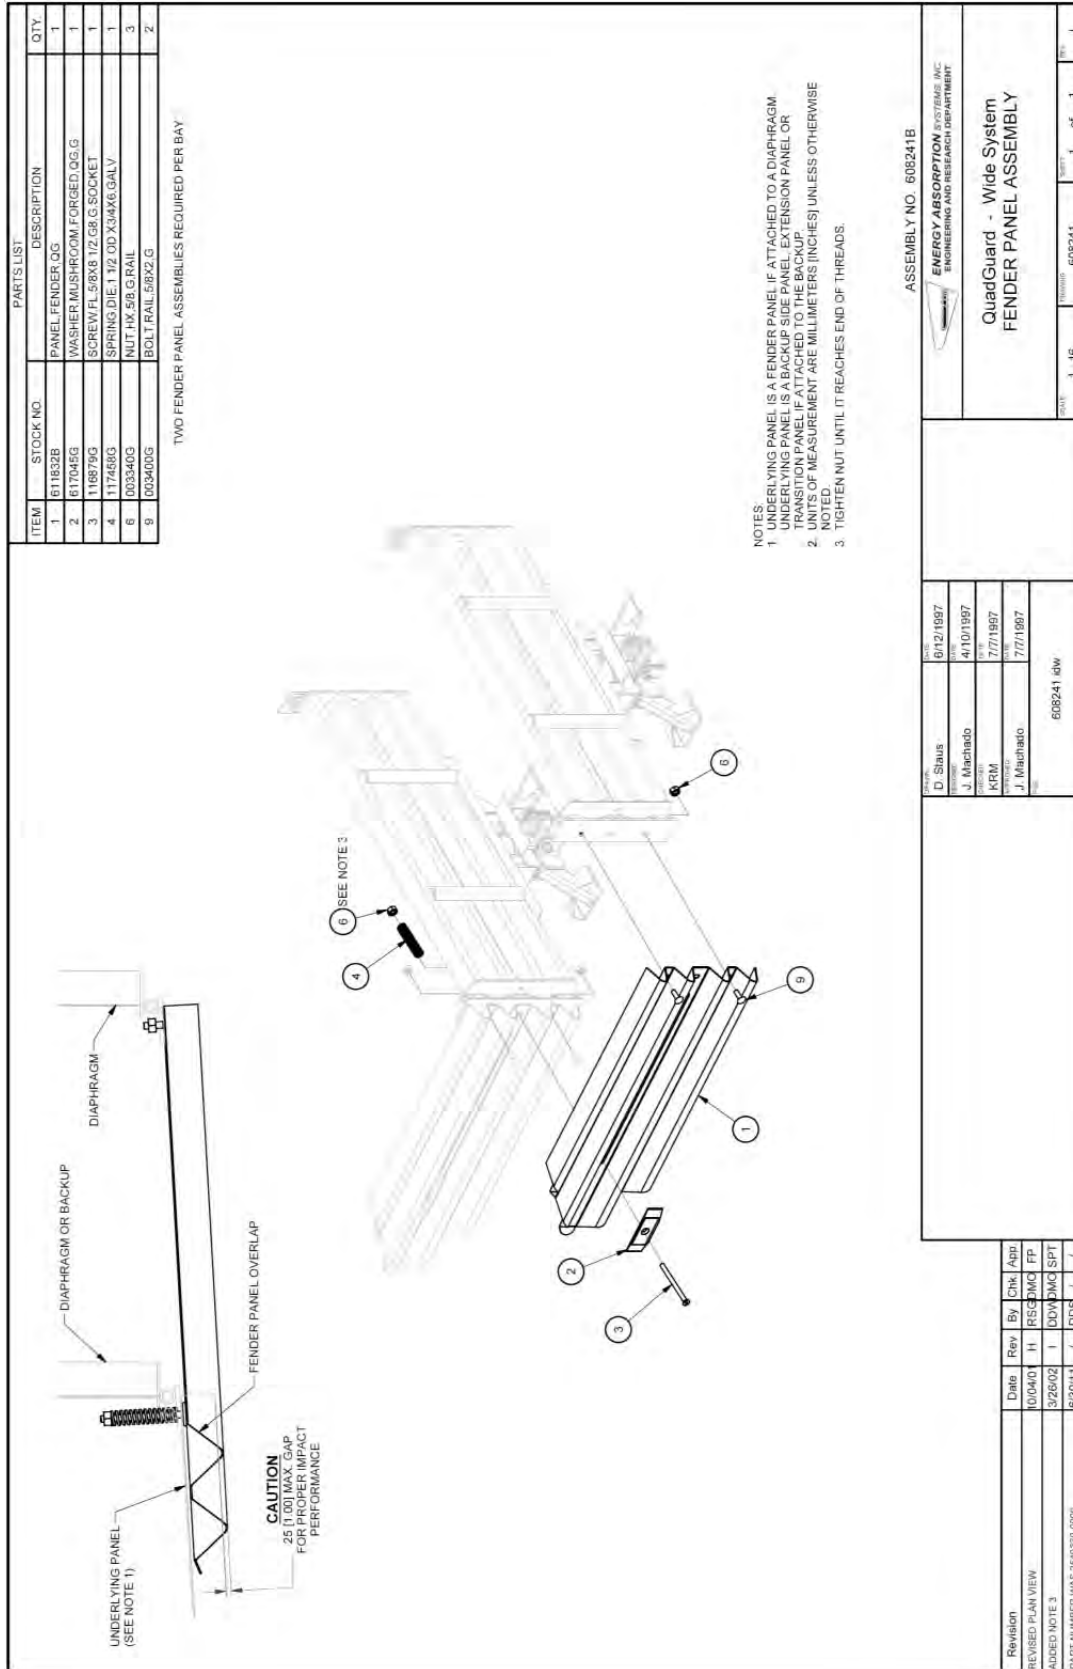 PARTS LIST
ITEM STOCK NO. DESCRIPTION QTY.
1 611832B PANEL,FENDER,QG 1
2 617045G WASHER,MUSHROOM,FORGED,QG,G 1
3 116879G SCREW,FL,5/8X8 1/2,G8,G,SOCKET 1
4 117458G SPRING,DIE,1 1/2 OD X3/4X6,GALV 1
6 003340G NUT,HX,5/8,G,RAIL 3
9 003400G BOLT,RAIL,5/8X2,G 2
TWO FENDER PANEL ASSEMBLIES REQUIRED PER BAY
DIAPHRAGM OR BACKUP
DIAPHRAGM
UNDERLYING PANEL
(SEE NOTE 1)
FENDER PANEL OVERLAP
CAUTION
25 [1.00] MAX. GAP
FOR PROPER IMPACT
PERFORMANCE
6 SEE NOTE 3
4
6
9
1
2
3
NOTES:
1. UNDERLYING PANEL IS A FENDER PANEL IF ATTACHED TO A DIAPHRAGM.
UNDERLYING PANEL IS A BACKUP SIDE PANEL, EXTENSION PANEL OR
TRANSITION PANEL IF ATTACHED TO THE BACKUP.
2. UNITS OF MEASUREMENT ARE MILLIMETERS [INCHES] UNLESS OTHERWISE
NOTED.
3. TIGHTEN NUT UNTIL IT REACHES END OF THREADS.
ASSEMBLY NO. 608241B
Revision Date Rev By Chk. App.
REVISED PLAN VIEW 10/04/01 H RSG DMO FP
ADDED NOTE 3 3/26/02 I DDW DMO SPT
D. Staus DATE 6/12/1997
J. Machado DATE 4/10/1997
KRM DATE 7/7/1997
J. Machado DATE 7/7/1997
608241.idw
ENERGY ABSORPTION SYSTEMS, INC.
ENGINEERING AND RESEARCH DEPARTMENT
QuadGuard - Wide System
FENDER PANEL ASSEMBLY
SCALE
SHEET
608241